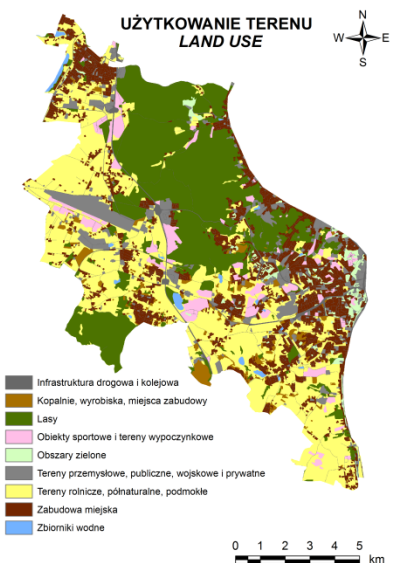 UŻYTKOWANIE TERENU
LAND USE
N
W E
S
Infrastruktura drogowa i kolejowa
Kopalnie, wyrobiska, miejsca zabudowy
Lasy
Obiekty sportowe i tereny wypoczynkowe
Obszary zielone
Tereny przemysłowe, publiczne, wojskowe i prywatne
Tereny rolnicze, półnaturalne, podmokłe
Zabudowa miejska
Zbiorniki wodne
0 1 2 3 4 5
km